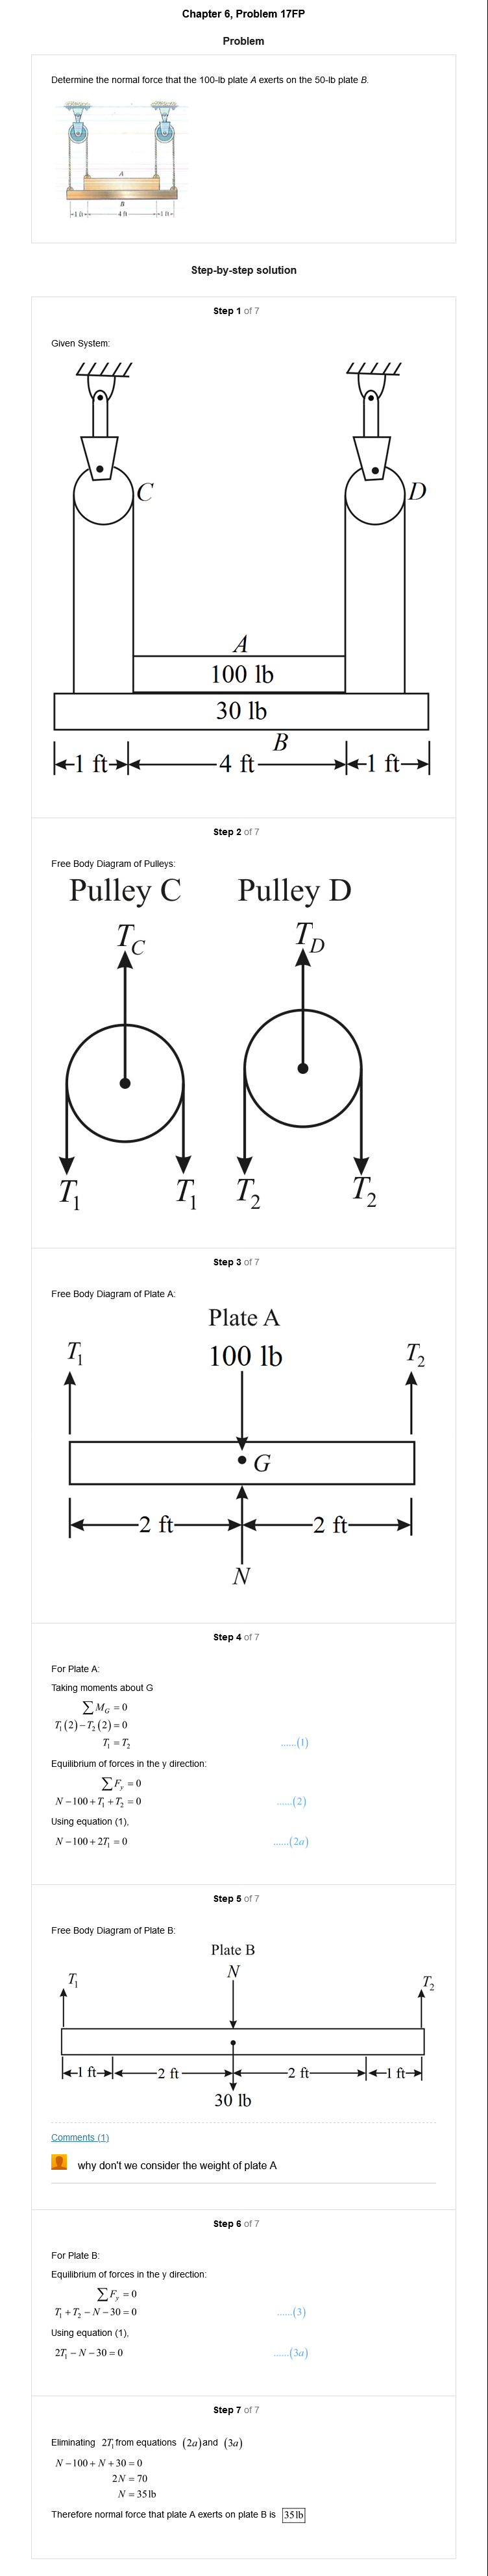 Chapter 6, Problem 17FP
Problem
Determine the normal force that the 100-lb plate A exerts on the 50-lb plate B.
A
B
1 ft
4 ft
1 ft
Step-by-step solution
Step 1 of 7
Given System:
C
D
A
100 lb
30 lb
B
1 ft
4 ft
1 ft
Step 2 of 7
Free Body Diagram of Pulleys:
Pulley C Pulley D
T_C
T_D
T_1 T_1 T_2 T_2
Step 3 of 7
Free Body Diagram of Plate A:
Plate A
T_1 100 lb T_2
G
2 ft 2 ft
N
Step 4 of 7
For Plate A:
Taking moments about G
∑M_G = 0
T_1(2) − T_2(2) = 0
T_1 = T_2 ......(1)
Equilibrium of forces in the y direction:
∑F_y = 0
N − 100 + T_1 + T_2 = 0 ......(2)
Using equation (1),
N − 100 + 2T_1 = 0 ......(2a)
Step 5 of 7
Free Body Diagram of Plate B:
Plate B
T_1 N T_2
1 ft 2 ft 2 ft 1 ft
30 lb
Comments (1)
why don't we consider the weight of plate A
Step 6 of 7
For Plate B:
Equilibrium of forces in the y direction:
∑F_y = 0
T_1 + T_2 − N − 30 = 0 ......(3)
Using equation (1),
2T_1 − N − 30 = 0 ......(3a)
Step 7 of 7
Eliminating 2T_1 from equations (2a) and (3a)
N − 100 + N + 30 = 0
2N = 70
N = 35 lb
Therefore normal force that plate A exerts on plate B is 35 lb